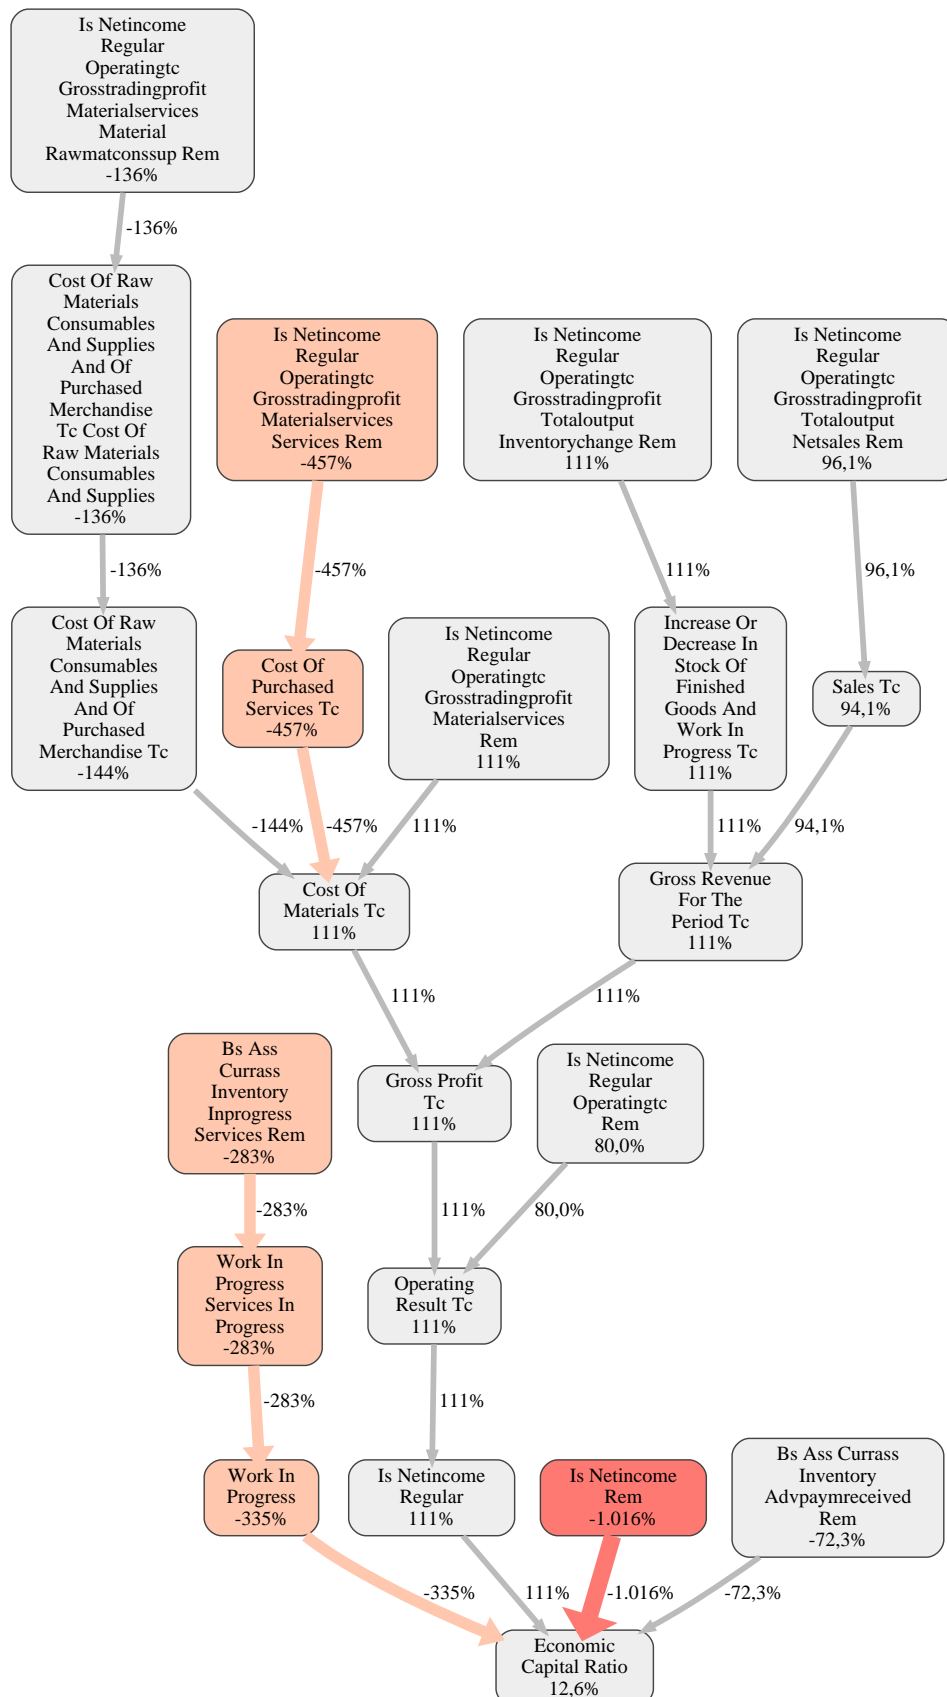 Is Netincome
Regular
Operatingtc
Grosstradingprofit
Materialservices
Material
Rawmatconssup Rem
-136%
-136%
Cost Of Raw
Materials
Consumables
And Supplies
And Of
Purchased
Merchandise
Tc Cost Of
Raw Materials
Consumables
And Supplies
-136%
Is Netincome
Regular
Operatingtc
Grosstradingprofit
Materialservices
Services Rem
-457%
Is Netincome
Regular
Operatingtc
Grosstradingprofit
Totaloutput
Inventorychange Rem
111%
Is Netincome
Regular
Operatingtc
Grosstradingprofit
Totaloutput
Netsales Rem
96,1%
-136%
-457%
111%
96,1%
Cost Of Raw
Materials
Consumables
And Supplies
And Of
Purchased
Merchandise Tc
-144%
Cost Of
Purchased
Services Tc
-457%
Is Netincome
Regular
Operatingtc
Grosstradingprofit
Materialservices
Rem
111%
Increase Or
Decrease In
Stock Of
Finished
Goods And
Work In
Progress Tc
111%
Sales Tc
94,1%
-144%
-457%
111%
111%
94,1%
Cost Of
Materials Tc
111%
Gross Revenue
For The
Period Tc
111%
111%
111%
Bs Ass
Currass
Inventory
Inprogress
Services Rem
-283%
Gross Profit
Tc
111%
Is Netincome
Regular
Operatingtc
Rem
80,0%
-283%
111%
80,0%
Work In
Progress
Services In
Progress
-283%
Operating
Result Tc
111%
-283%
111%
Work In
Progress
-335%
Is Netincome
Regular
111%
Is Netincome
Rem
-1.016%
Bs Ass Currass
Inventory
Advpaymreceived
Rem
-72,3%
-335%
111%
-1.016%
-72,3%
Economic
Capital Ratio
12,6%